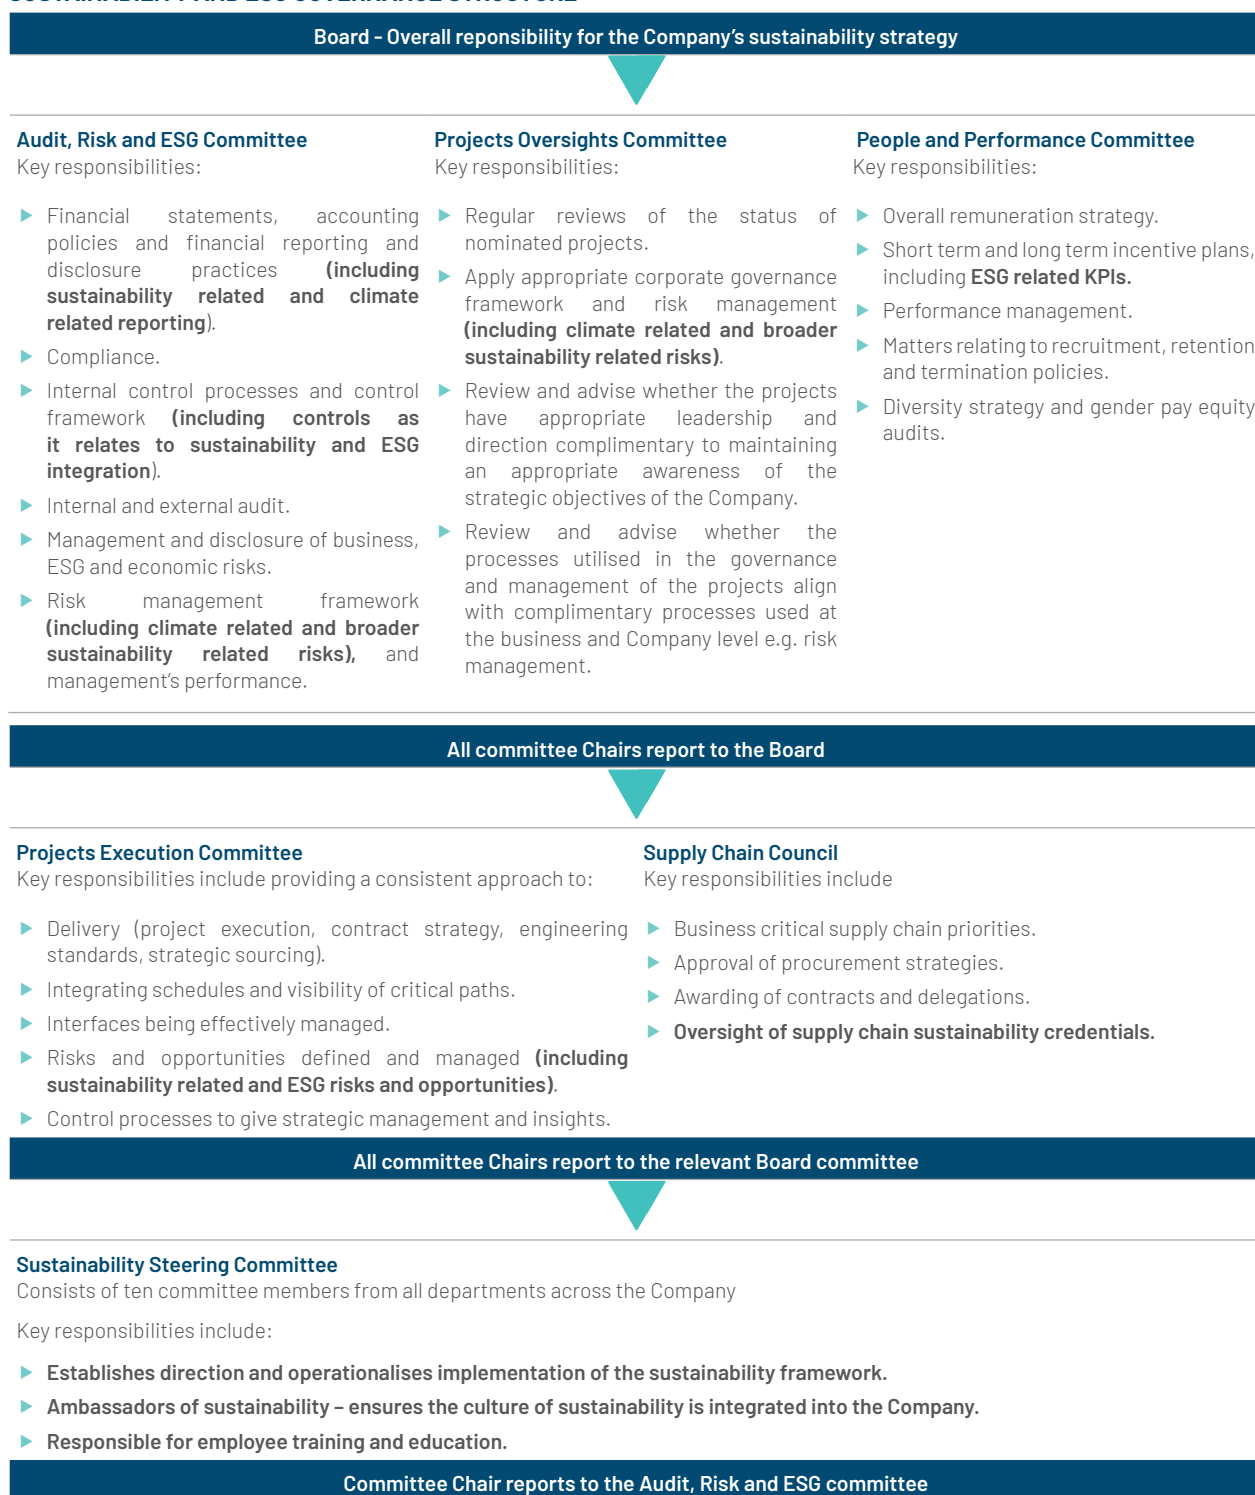 SUSTAINABILITY AND ESG GOVERNANCE STRUCTURE
Board - Overall reponsibility for the Company's sustainability strategy
Audit, Risk and ESG Committee
Key responsibilities:
Financial statements, accounting
policies and financial reporting and
disclosure practices (including
sustainability related and climate
related reporting).
Compliance.
Internal control processes and control
framework (including controls as
it relates to sustainability and ESG
integration).
Internal and external audit.
Management and disclosure of business,
ESG and economic risks.
Risk management framework
(including climate related and broader
sustainability related risks), and
management's performance.
Projects Oversights Committee
Key responsibilities:
Regular reviews of the status of
nominated projects.
Apply appropriate corporate governance
framework and risk management
(including climate related and broader
sustainability related risks).
Review and advise whether the projects
have appropriate leadership and
direction complimentary to maintaining
an appropriate awareness of the
strategic objectives of the Company.
Review and advise whether the
processes utilised in the governance
and management of the projects align
with complimentary processes used at
the business and Company level e.g. risk
management.
People and Performance Committee
Key responsibilities:
Overall remuneration strategy.
Short term and long term incentive plans,
including ESG related KPIs.
Performance management.
Matters relating to recruitment, retention
and termination policies.
Diversity strategy and gender pay equity
audits.
All committee Chairs report to the Board
Projects Execution Committee
Key responsibilities include providing a consistent approach to:
Delivery (project execution, contract strategy, engineering
standards, strategic sourcing).
Integrating schedules and visibility of critical paths.
Interfaces being effectively managed.
Risks and opportunities defined and managed (including
sustainability related and ESG risks and opportunities).
Control processes to give strategic management and insights.
Supply Chain Council
Key responsibilities include
Business critical supply chain priorities.
Approval of procurement strategies.
Awarding of contracts and delegations.
Oversight of supply chain sustainability credentials.
All committee Chairs report to the relevant Board committee
Sustainability Steering Committee
Consists of ten committee members from all departments across the Company
Key responsibilities include:
Establishes direction and operationalises implementation of the sustainability framework.
Ambassadors of sustainability – ensures the culture of sustainability is integrated into the Company.
Responsible for employee training and education.
Committee Chair reports to the Audit, Risk and ESG committee